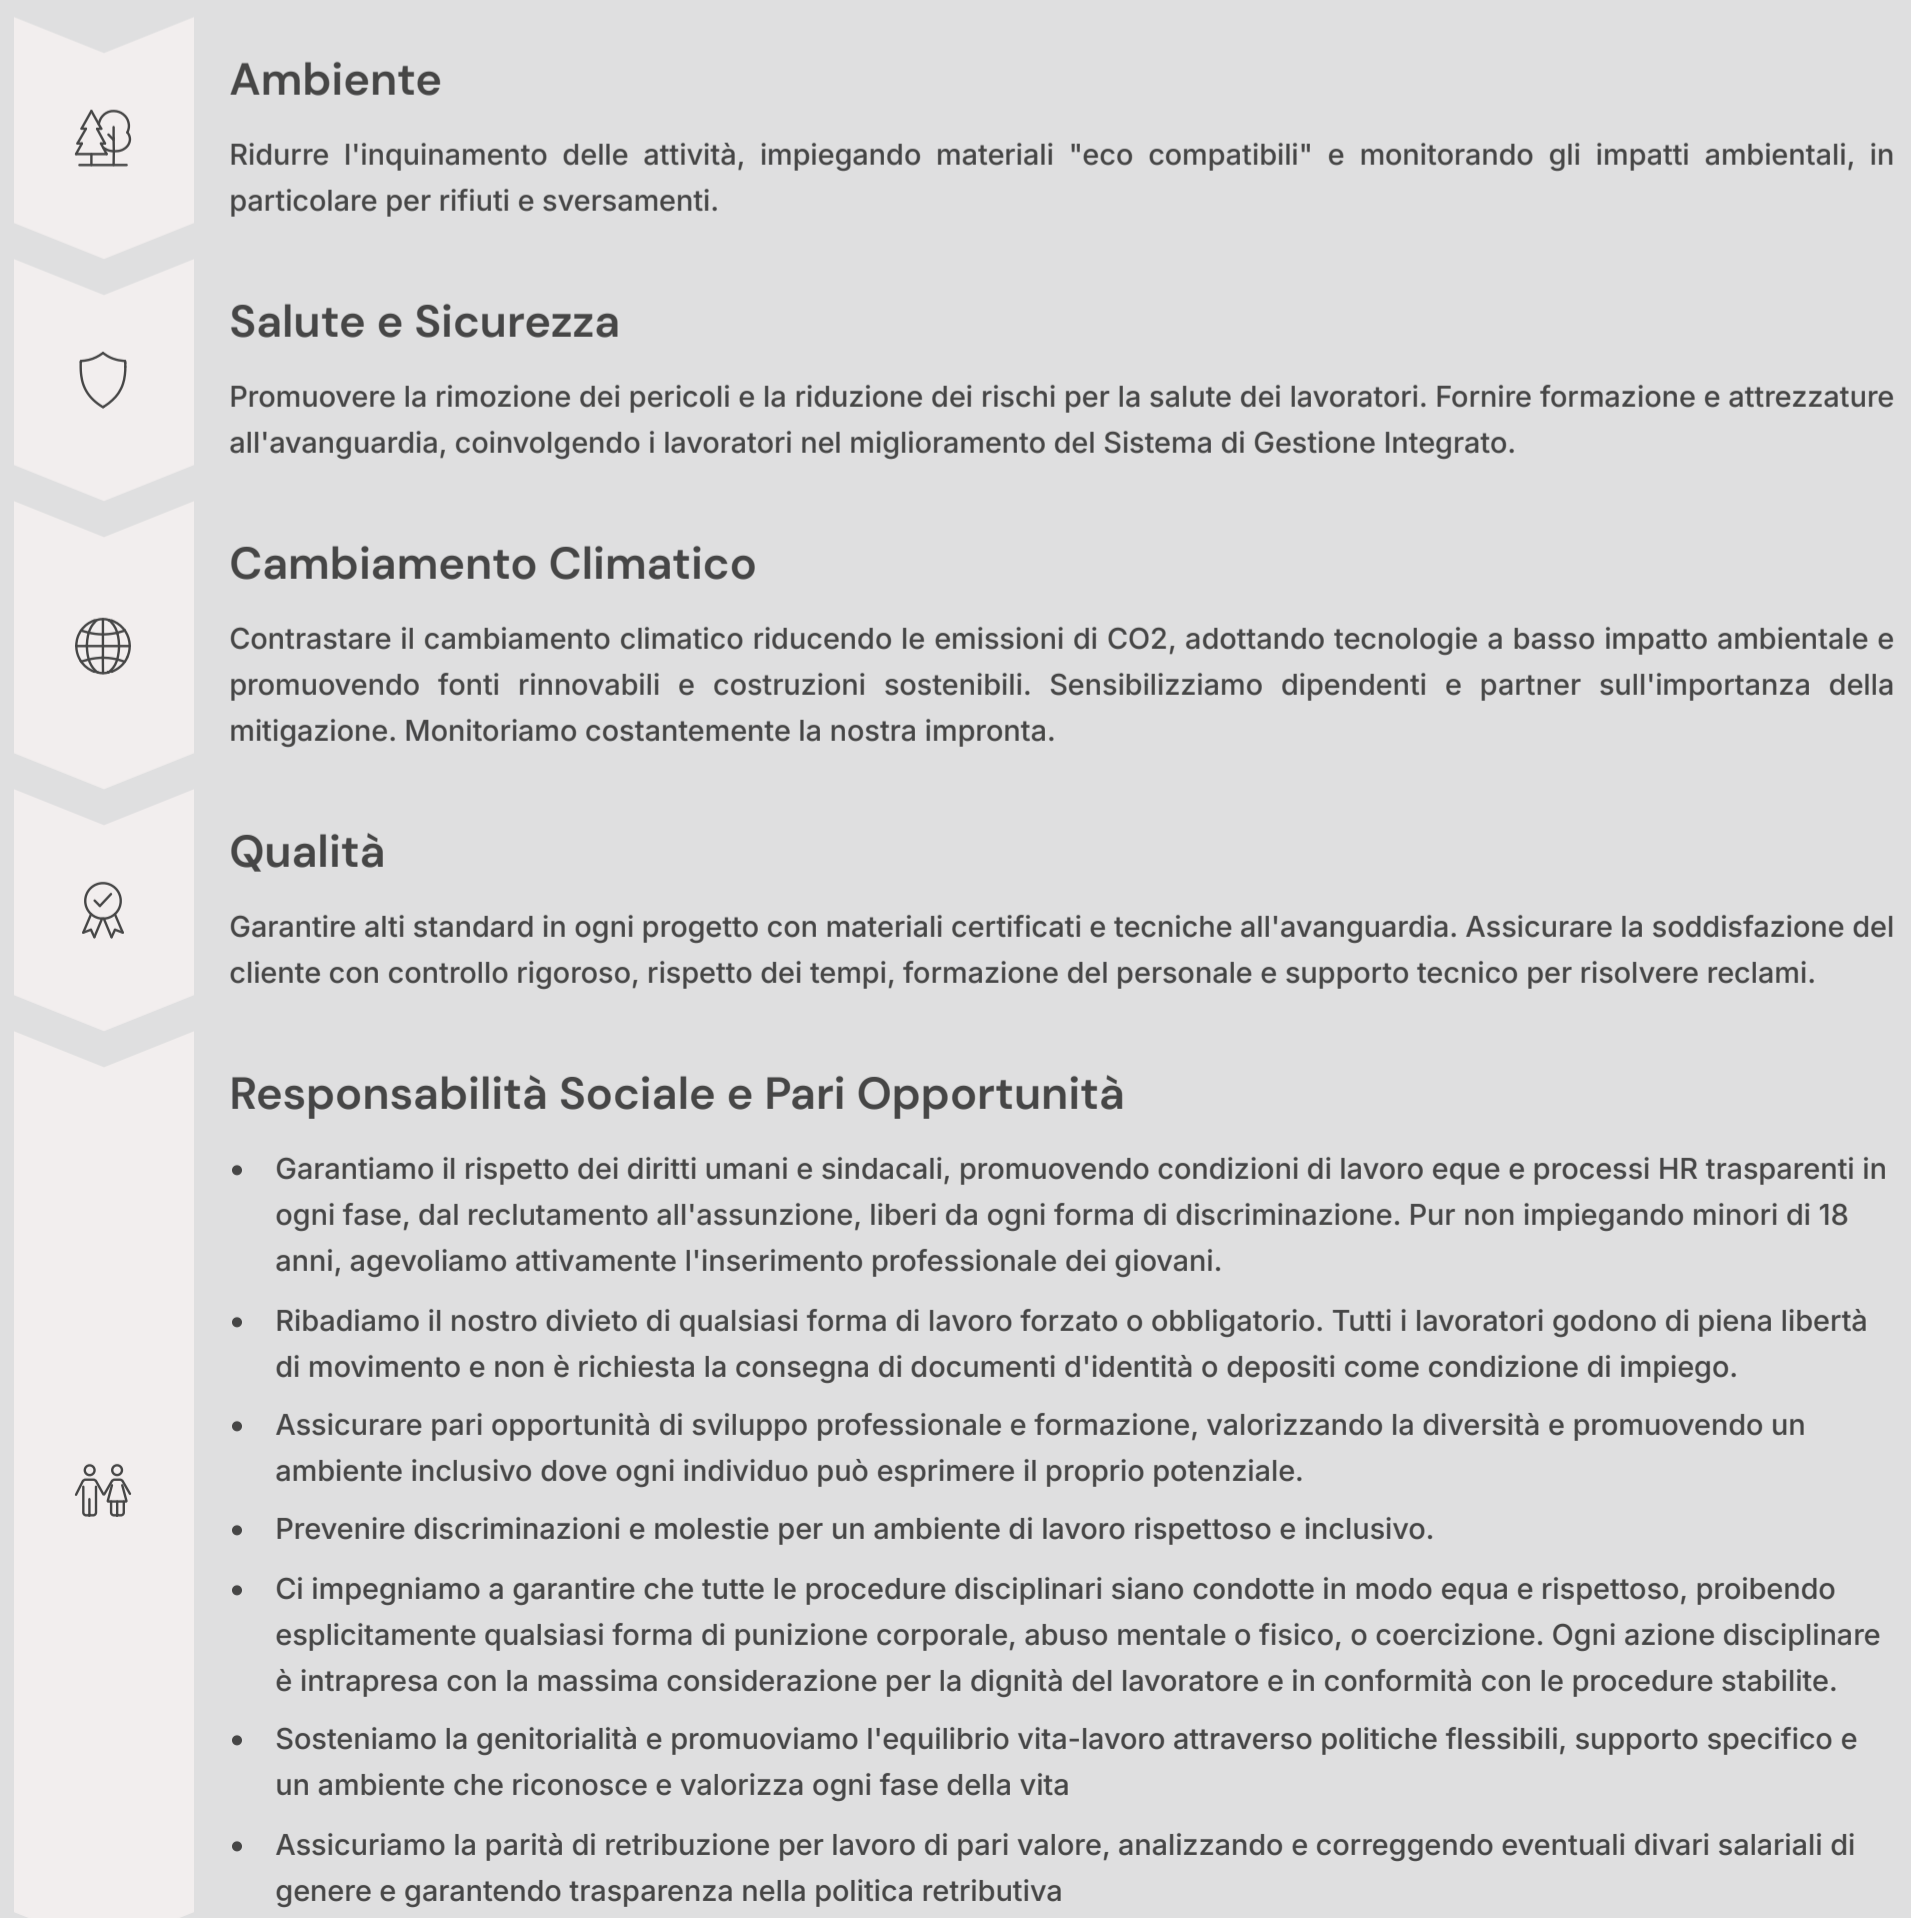 Ambiente
Ridurre l'inquinamento delle attività, impiegando materiali "eco compatibili" e monitorando gli impatti ambientali, in
particolare per rifiuti e sversamenti.
Salute e Sicurezza
Promuovere la rimozione dei pericoli e la riduzione dei rischi per la salute dei lavoratori. Fornire formazione e attrezzature
all'avanguardia, coinvolgendo i lavoratori nel miglioramento del Sistema di Gestione Integrato.
Cambiamento Climatico
Contrastare il cambiamento climatico riducendo le emissioni di CO2, adottando tecnologie a basso impatto ambientale e
promuovendo fonti rinnovabili e costruzioni sostenibili. Sensibilizziamo dipendenti e partner sull'importanza della
mitigazione. Monitoriamo costantemente la nostra impronta.
Qualità
Garantire alti standard in ogni progetto con materiali certificati e tecniche all'avanguardia. Assicurare la soddisfazione del
cliente con controllo rigoroso, rispetto dei tempi, formazione del personale e supporto tecnico per risolvere reclami.
Responsabilità Sociale e Pari Opportunità
• Garantiamo il rispetto dei diritti umani e sindacali, promuovendo condizioni di lavoro eque e processi HR trasparenti in
ogni fase, dal reclutamento all'assunzione, liberi da ogni forma di discriminazione. Pur non impiegando minori di 18
anni, agevoliamo attivamente l'inserimento professionale dei giovani.
• Ribadiamo il nostro divieto di qualsiasi forma di lavoro forzato o obbligatorio. Tutti i lavoratori godono di piena libertà
di movimento e non è richiesta la consegna di documenti d'identità o depositi come condizione di impiego.
• Assicurare pari opportunità di sviluppo professionale e formazione, valorizzando la diversità e promuovendo un
ambiente inclusivo dove ogni individuo può esprimere il proprio potenziale.
• Prevenire discriminazioni e molestie per un ambiente di lavoro rispettoso e inclusivo.
• Ci impegniamo a garantire che tutte le procedure disciplinari siano condotte in modo equa e rispettoso, proibendo
esplicitamente qualsiasi forma di punizione corporale, abuso mentale o fisico, o coercizione. Ogni azione disciplinare
è intrapresa con la massima considerazione per la dignità del lavoratore e in conformità con le procedure stabilite.
• Sosteniamo la genitorialità e promuoviamo l'equilibrio vita-lavoro attraverso politiche flessibili, supporto specifico e
un ambiente che riconosce e valorizza ogni fase della vita
• Assicuriamo la parità di retribuzione per lavoro di pari valore, analizzando e correggendo eventuali divari salariali di
genere e garantendo trasparenza nella politica retributiva